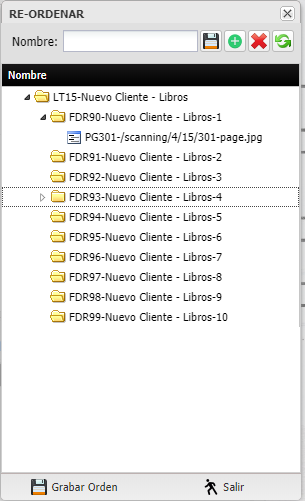 RE-ORDENAR
Nombre:
Nombre
LT15-Nuevo Cliente - Libros
FDR90-Nuevo Cliente - Libros-1
PG301-/scanning/4/15/301-page.jpg
FDR91-Nuevo Cliente - Libros-2
FDR92-Nuevo Cliente - Libros-3
FDR93-Nuevo Cliente - Libros-4
FDR94-Nuevo Cliente - Libros-5
FDR95-Nuevo Cliente - Libros-6
FDR96-Nuevo Cliente - Libros-7
FDR97-Nuevo Cliente - Libros-8
FDR98-Nuevo Cliente - Libros-9
FDR99-Nuevo Cliente - Libros-10
Grabar Orden Salir